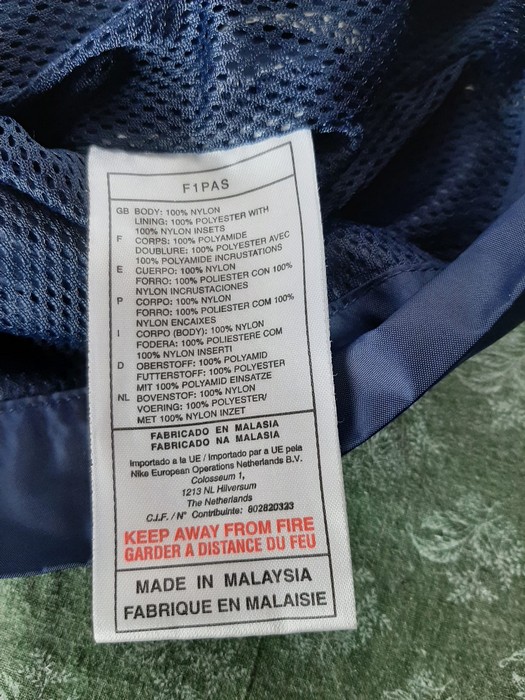 F1PAS
GB BODY: 100% NYLON
LINING: 100% POLYESTER WITH
100% NYLON INSETS
F CORPS: 100% POLYAMIDE
DOUBLURE: 100% POLYESTER AVEC
100% POLYAMIDE INCRUSTATIONS
E CUERPO: 100% NYLON
FORRO: 100% POLIESTER CON 100%
NYLON INCRUSTACIONES
P CORPO: 100% NYLON
FORRO: 100% POLIESTER COM 100%
NYLON ENCAIXES
I CORPO (BODY): 100% NYLON
FODERA: 100% POLIESTERE COM
100% NYLON INSERTI
D OBERSTOFF: 100% POLYAMID
FUTTERSTOFF: 100% POLYESTER
MIT 100% POLYAMID EINSATZE
NL BOVENSTOF: 100% NYLON
VOERING: 100% POLYESTER/
MET 100% NYLON INZET
FABRICADO EN MALASIA
FABRICADO NA MALASIA
Importado a la UE / Importado par a UE pela
Nike European Operations Netherlands B.V.
Colosseum 1,
1213 NL Hilversum
The Netherlands
C.I.F. / N° Contribuinte: 802820323
KEEP AWAY FROM FIRE
GARDER A DISTANCE DU FEU
MADE IN MALAYSIA
FABRIQUE EN MALAISIE